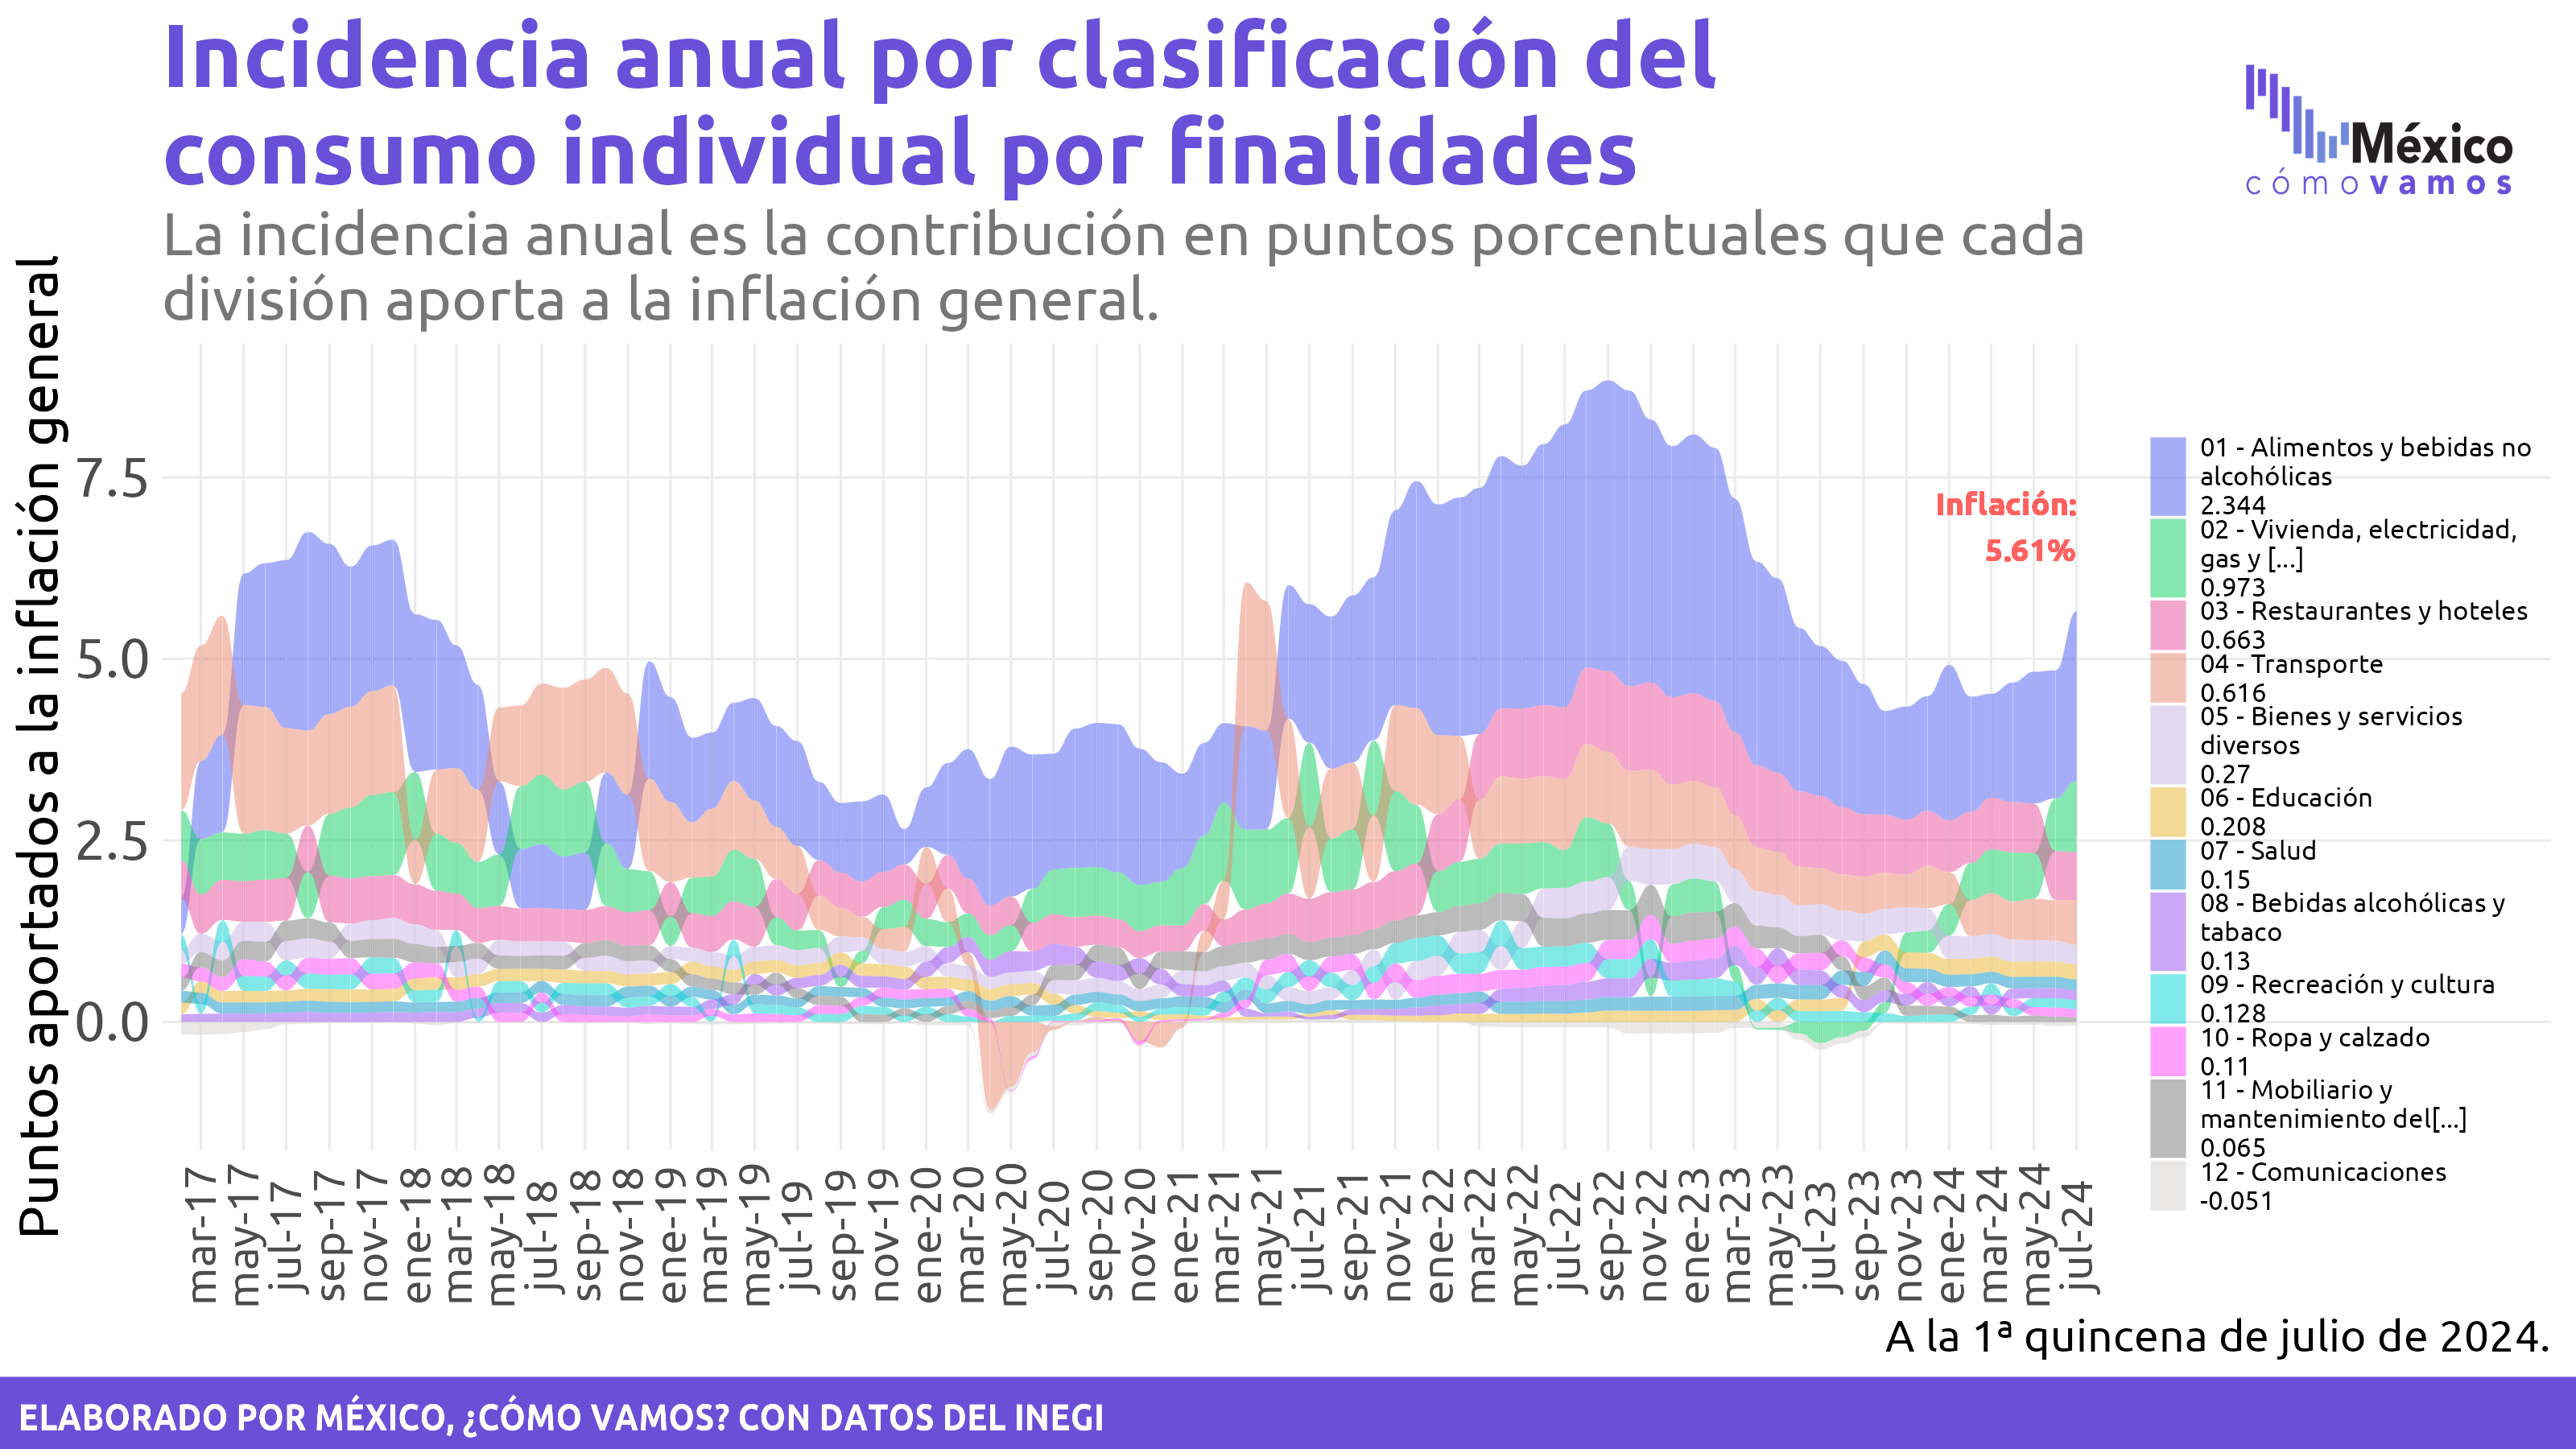 Incidencia anual por clasificación del
consumo individual por finalidades
La incidencia anual es la contribución en puntos porcentuales que cada
división aporta a la inflación general.
México
cómovamos
Puntos aportados a la inflación general
7.5
5.0
2.5
0.0
Inflación:
5.61%
01 - Alimentos y bebidas no
alcohólicas
2.344
02 - Vivienda, electricidad,
gas y [...]
0.973
03 - Restaurantes y hoteles
0.663
04 - Transporte
0.616
05 - Bienes y servicios
diversos
0.27
06 - Educación
0.208
07 - Salud
0.15
08 - Bebidas alcohólicas y
tabaco
0.13
09 - Recreación y cultura
0.128
10 - Ropa y calzado
0.11
11 - Mobiliario y
mantenimiento del[...]
0.065
12 - Comunicaciones
-0.051
mar-17
may-17
jul-17
sep-17
nov-17
ene-18
mar-18
may-18
jul-18
sep-18
nov-18
ene-19
mar-19
may-19
jul-19
sep-19
nov-19
ene-20
mar-20
may-20
jul-20
sep-20
nov-20
ene-21
mar-21
may-21
jul-21
sep-21
nov-21
ene-22
mar-22
may-22
jul-22
sep-22
nov-22
ene-23
mar-23
may-23
jul-23
sep-23
nov-23
ene-24
mar-24
may-24
jul-24
A la 1ª quincena de julio de 2024.
ELABORADO POR MÉXICO, ¿CÓMO VAMOS? CON DATOS DEL INEGI